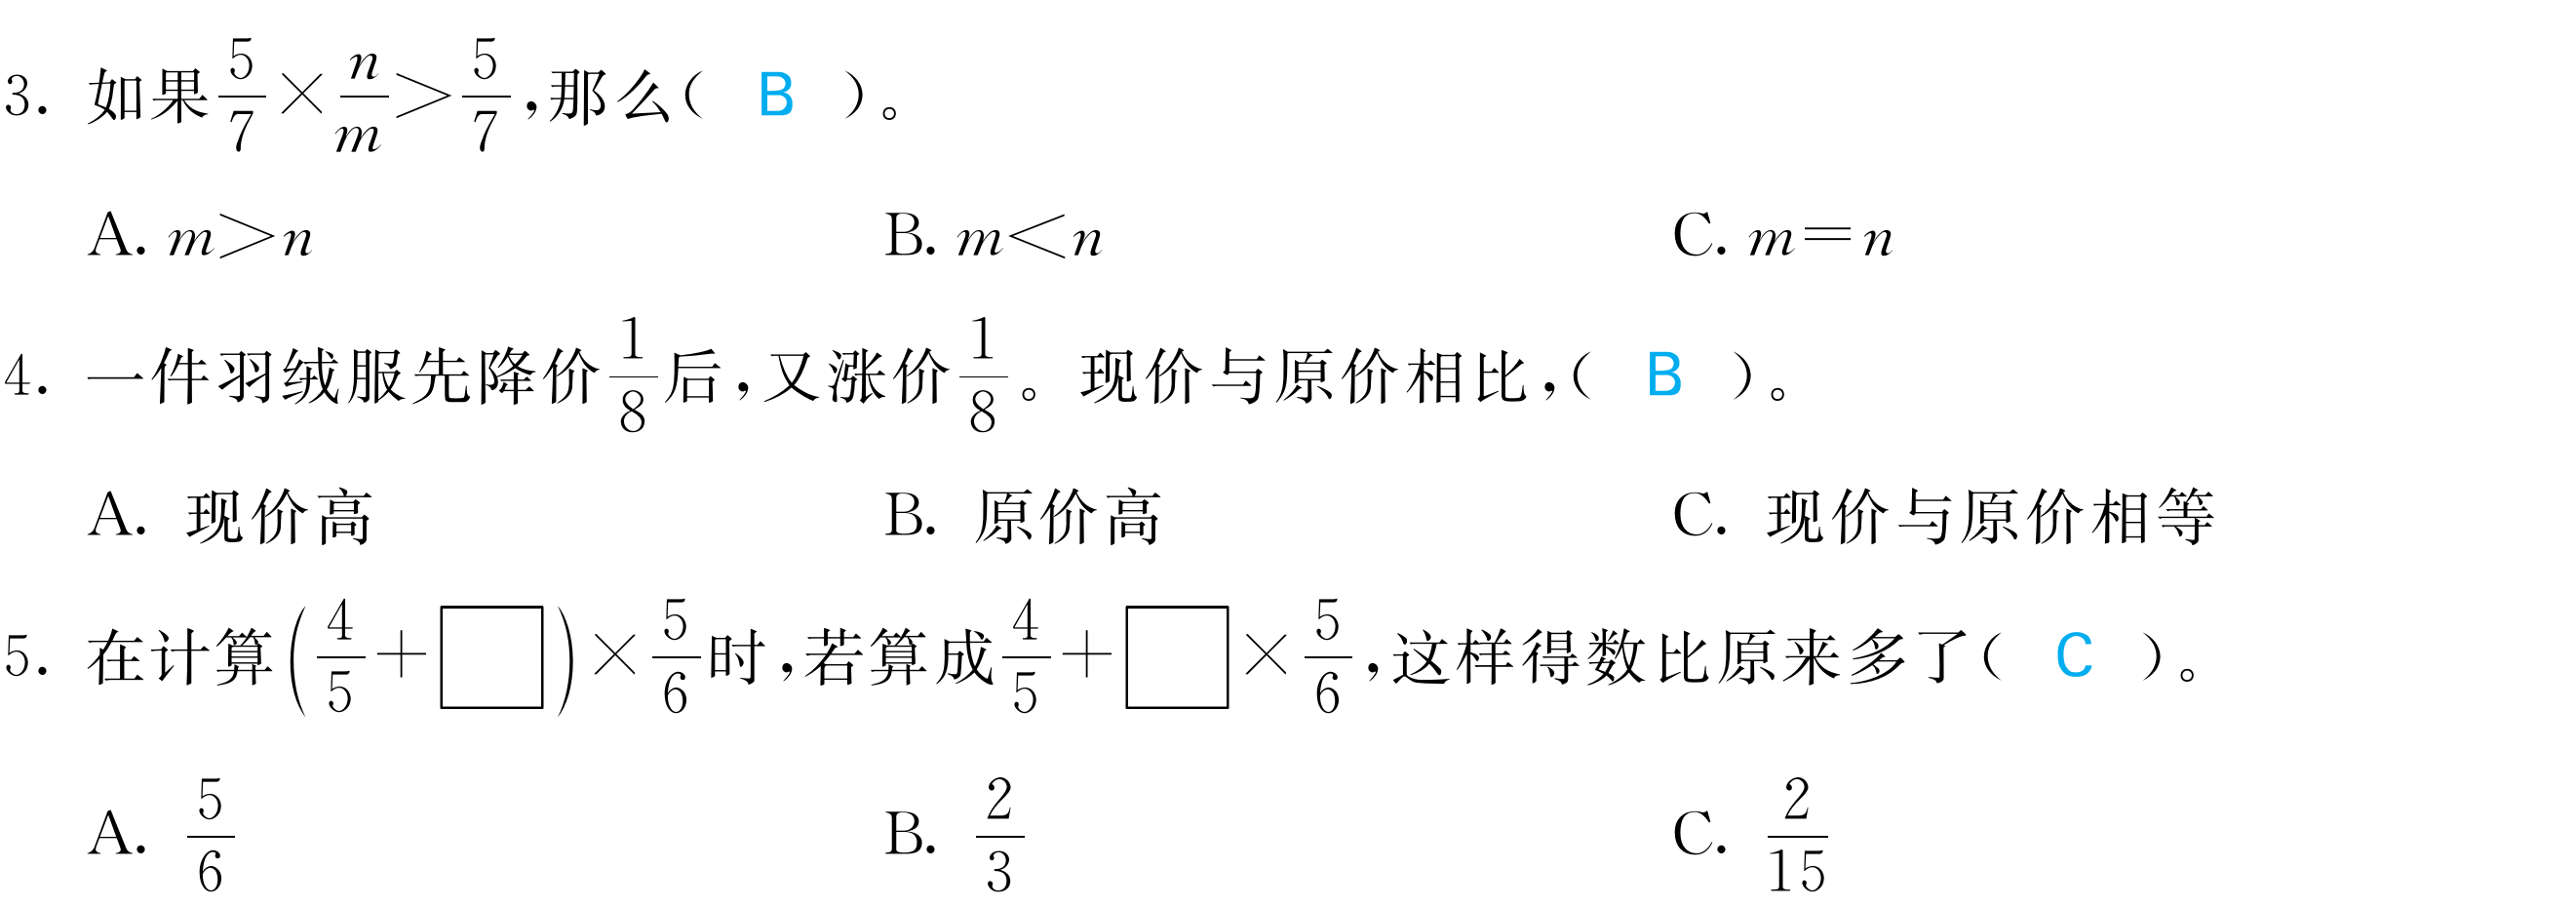 3. 如果5/7×n/m>5/7,那么( B )。
A. m>n B. m<n C. m=n
4. 一件羽绒服先降价1/8后,又涨价1/8。现价与原价相比,( B )。
A. 现价高 B. 原价高 C. 现价与原价相等
5. 在计算(4/5+□)×5/6时,若算成4/5+□×5/6,这样得数比原来多了( C )。
A. 5/6 B. 2/3 C. 2/15